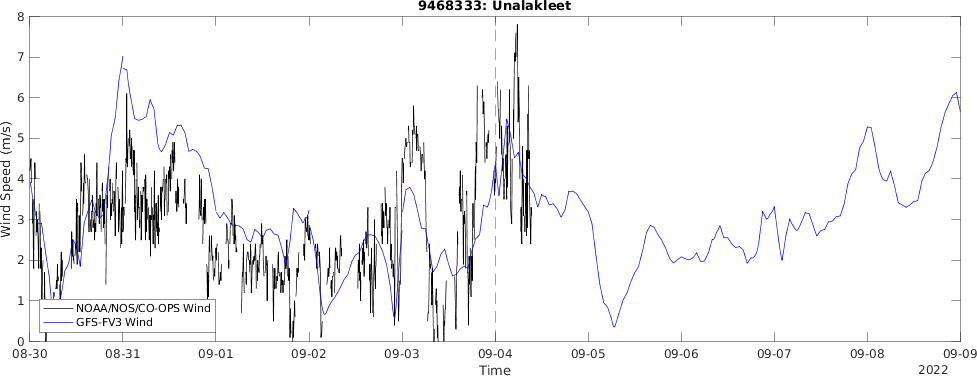 9468333: Unalakleet
8
7
6
5
4
3
2
1
0
Wind Speed (m/s)
NOAA/NOS/CO-OPS Wind
GFS-FV3 Wind
08-30 08-31 09-01 09-02 09-03 09-04 09-05 09-06 09-07 09-08 09-09
Time
2022